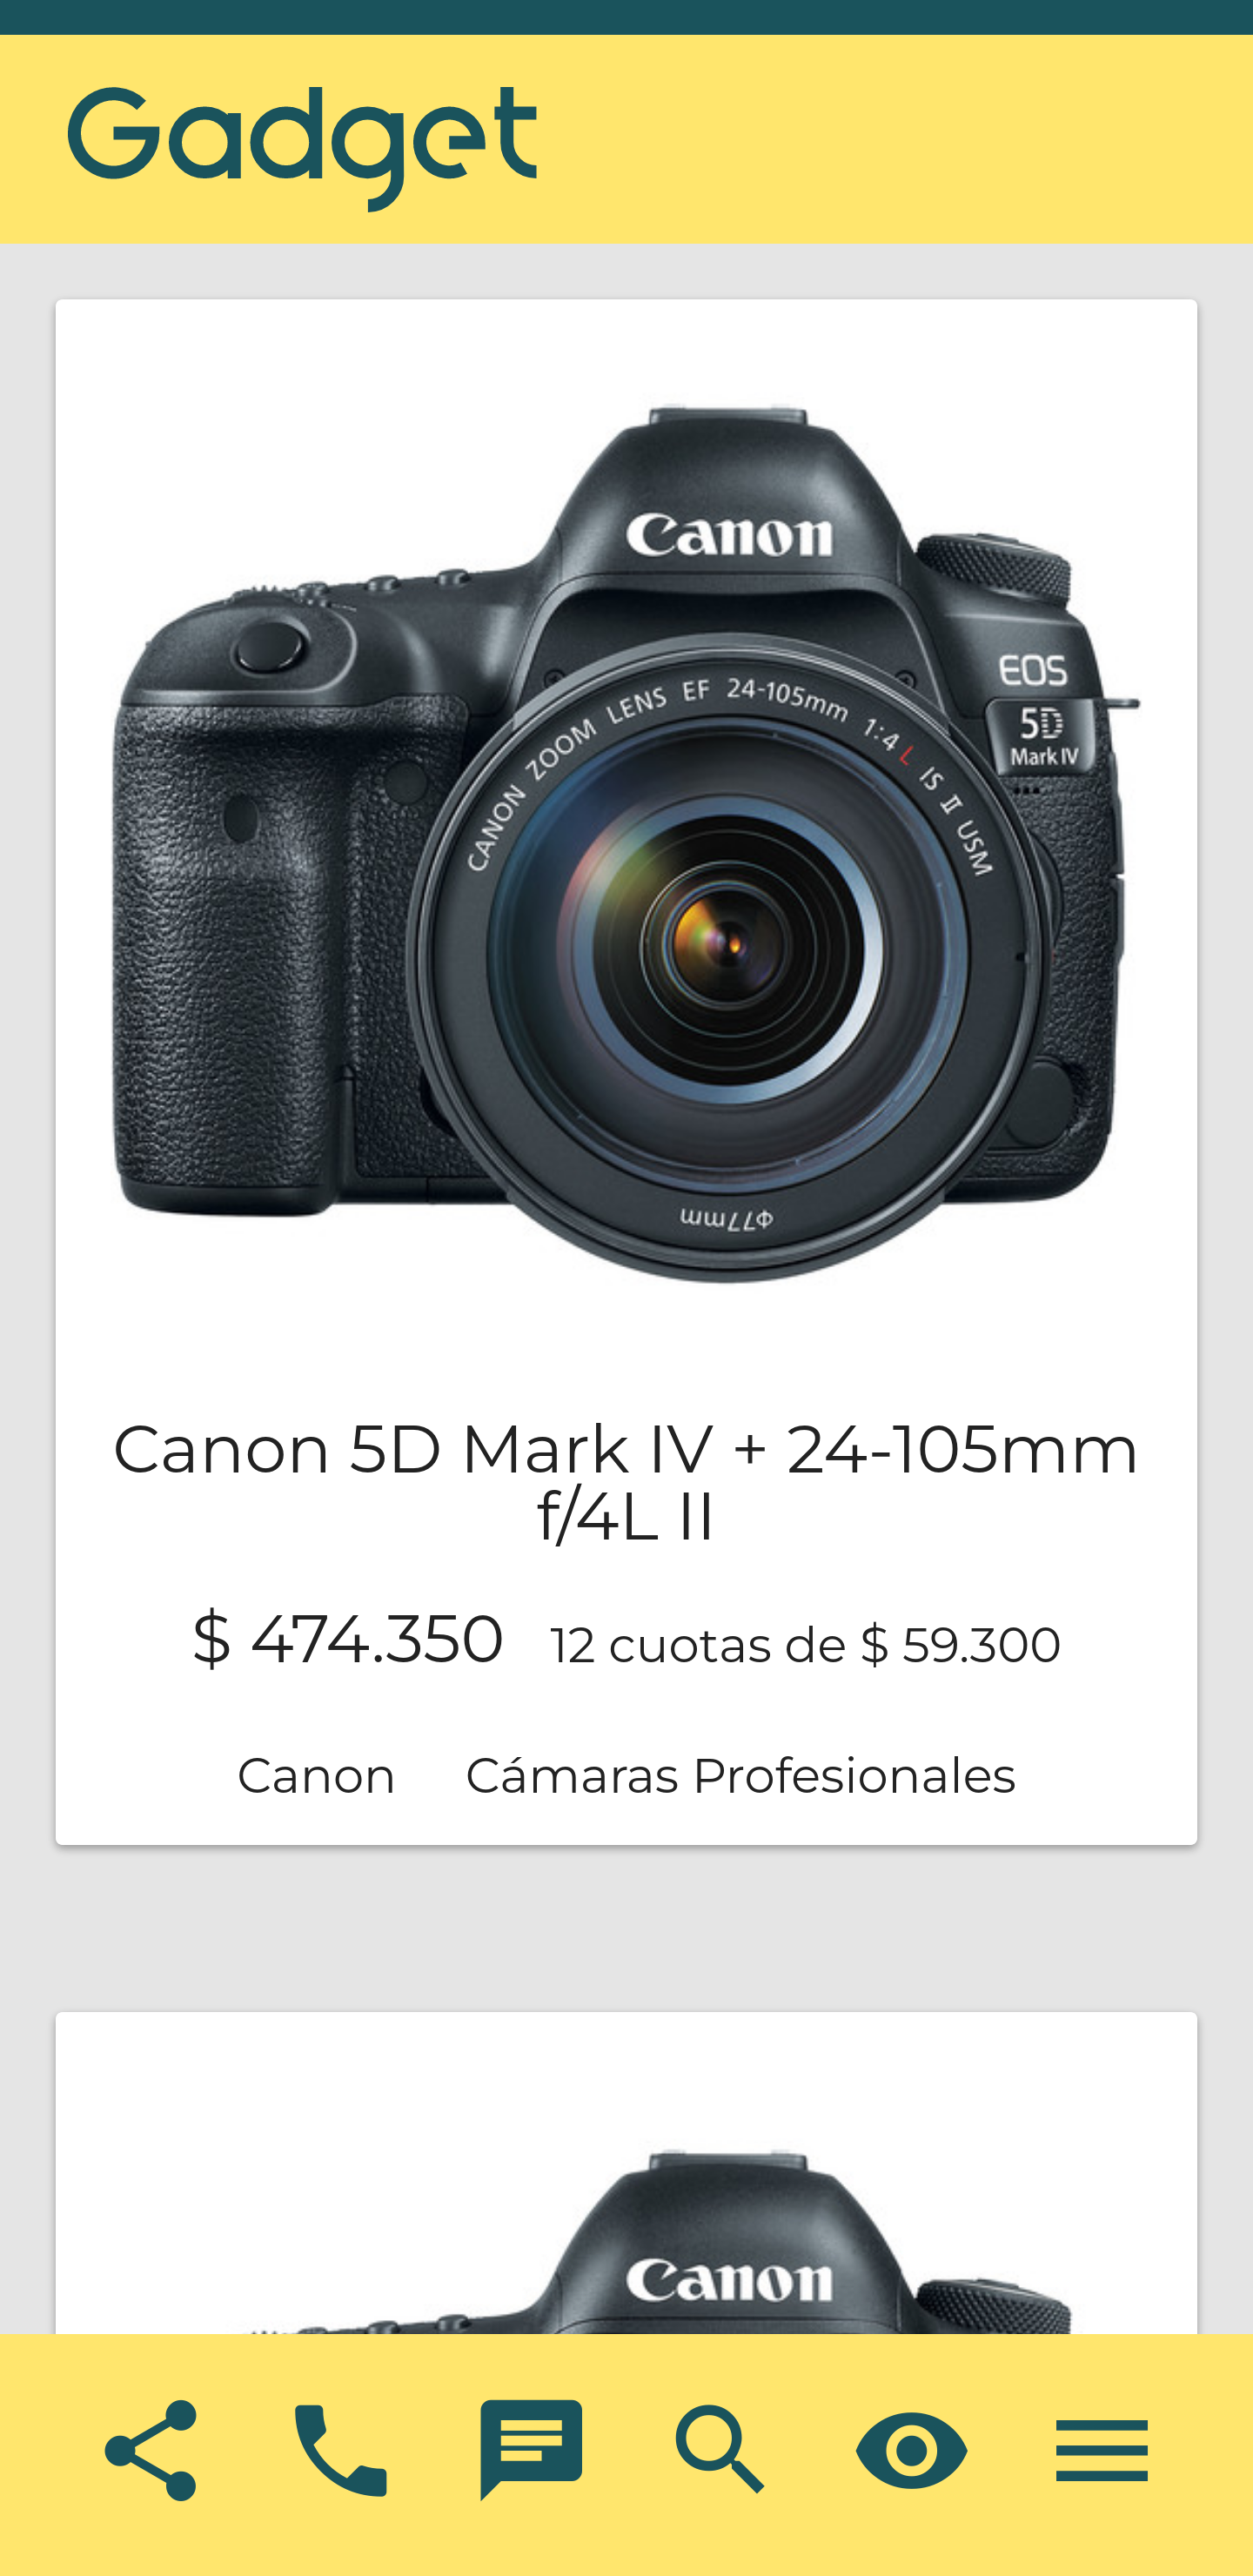 Gadget
Canon
EOS
5D
Mark IV
CANON ZOOM LENS EF 24-105mm 1:4 L IS II USM
Φ77mm
Canon 5D Mark IV + 24-105mm
f/4L II
$ 474.350 12 cuotas de $ 59.300
Canon Cámaras Profesionales
Canon